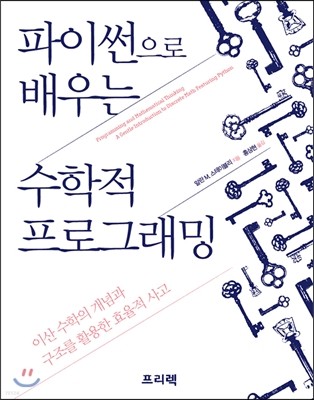 파이썬으로
배우는
Programming and Mathematical Thinking
A Gentle Introduction to Discrete Math Featuring Python
수학적
프로그래밍
앨런 M. 스테이블리 지음 홍상현 옮김
이산 수학의 개념과
구조를 활용한 효율적 사고
프리렉